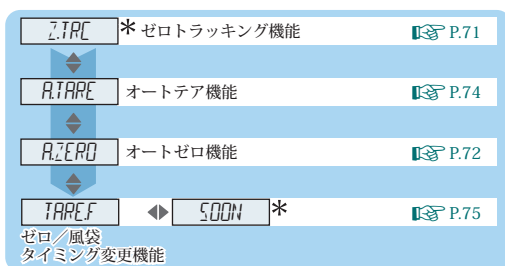 Z.TRC *ゼロトラッキング機能 P.71
A.TARE オートテア機能 P.74
A.ZERO オートゼロ機能 P.72
TARE.F SOON * P.75
ゼロ／風袋
タイミング変更機能